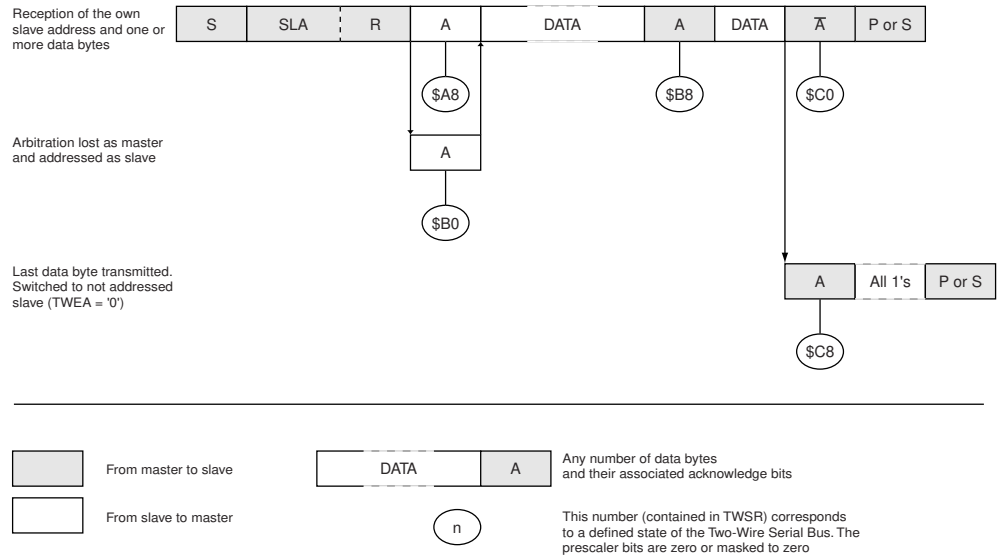 Reception of the own
slave address and one or
more data bytes
S SLA R A DATA A DATA A̅ P or S
$A8 $B8 $C0
Arbitration lost as master
and addressed as slave
A
$B0
Last data byte transmitted.
Switched to not addressed
slave (TWEA = '0')
A All 1's P or S
$C8
From master to slave
DATA A
Any number of data bytes
and their associated acknowledge bits
From slave to master
n
This number (contained in TWSR) corresponds
to a defined state of the Two-Wire Serial Bus. The
prescaler bits are zero or masked to zero